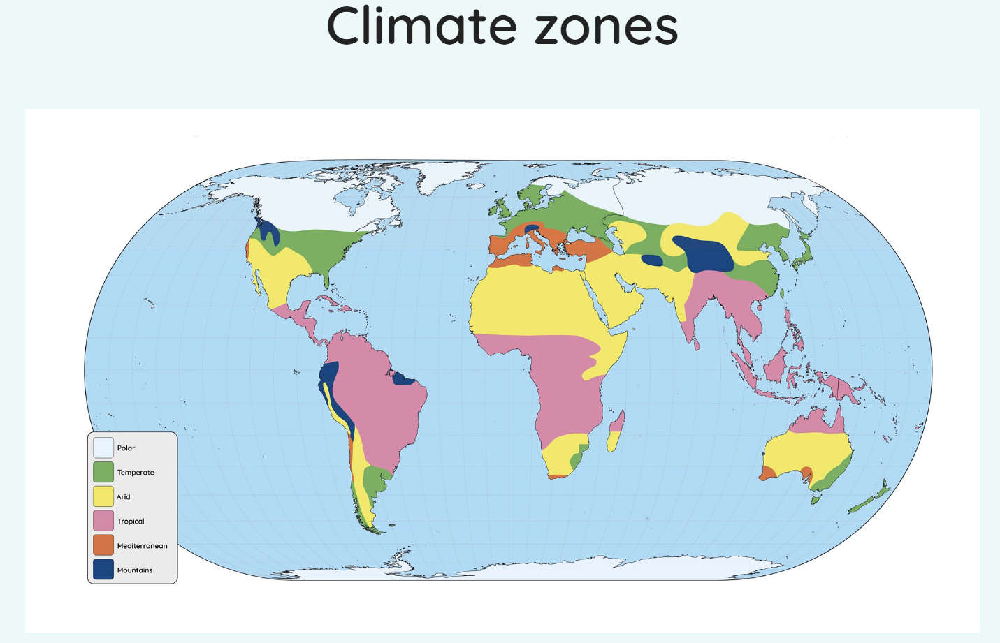 Climate zones
Polar
Temperate
Arid
Tropical
Mediterranean
Mountains